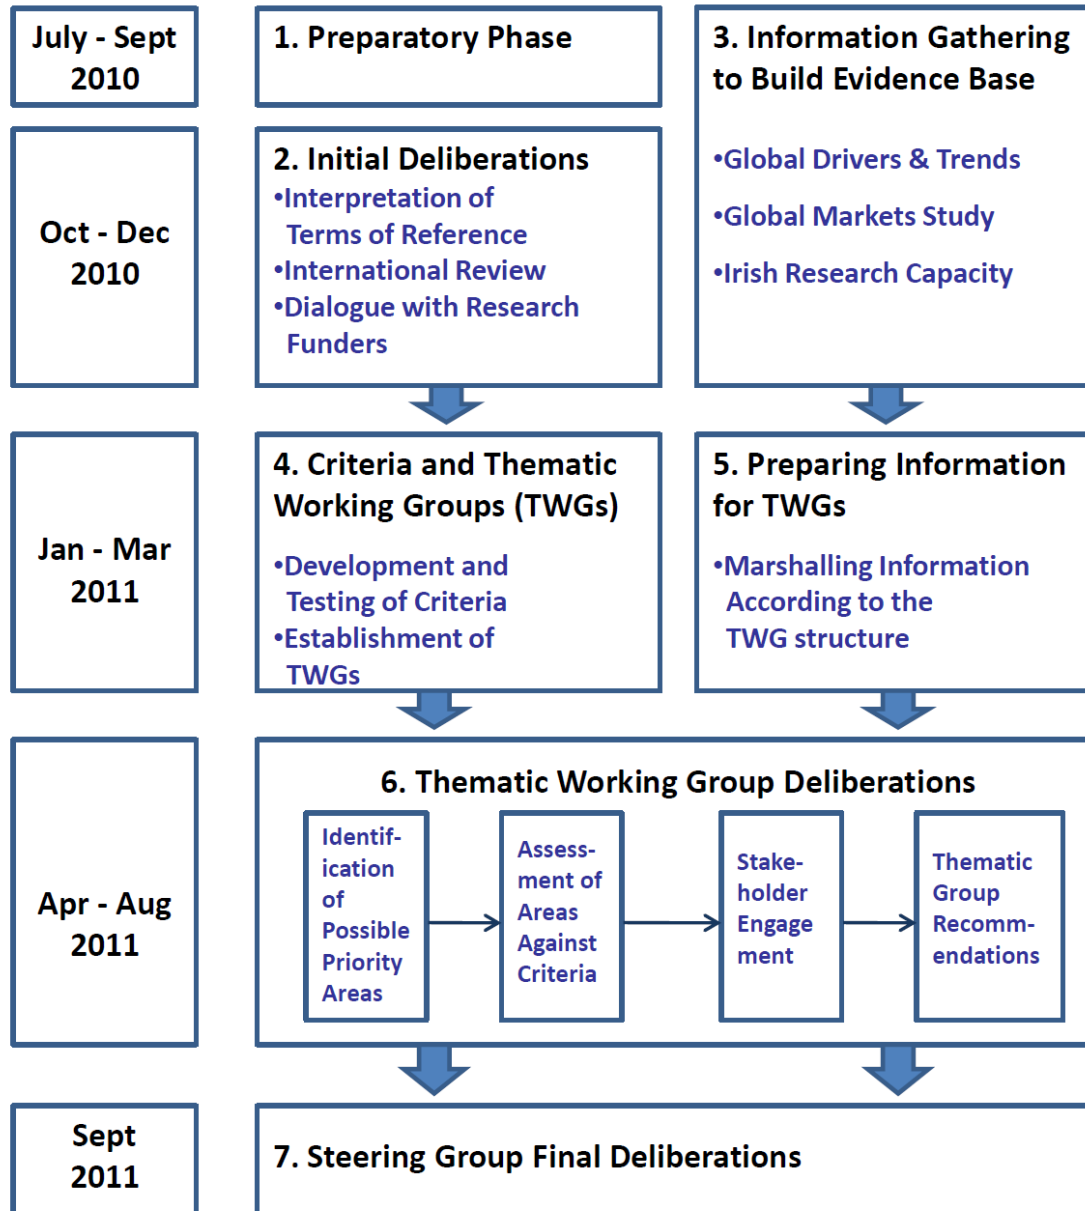 July - Sept
2010
1. Preparatory Phase
3. Information Gathering
to Build Evidence Base
•Global Drivers & Trends
•Global Markets Study
•Irish Research Capacity
Oct - Dec
2010
2. Initial Deliberations
•Interpretation of
Terms of Reference
•International Review
•Dialogue with Research
Funders
Jan - Mar
2011
4. Criteria and Thematic
Working Groups (TWGs)
•Development and
Testing of Criteria
•Establishment of
TWGs
5. Preparing Information
for TWGs
•Marshalling Information
According to the
TWG structure
Apr - Aug
2011
6. Thematic Working Group Deliberations
Identif-
ication
of
Possible
Priority
Areas
Assess-
ment of
Areas
Against
Criteria
Stake-
holder
Engage
ment
Thematic
Group
Recomm-
endations
Sept
2011
7. Steering Group Final Deliberations